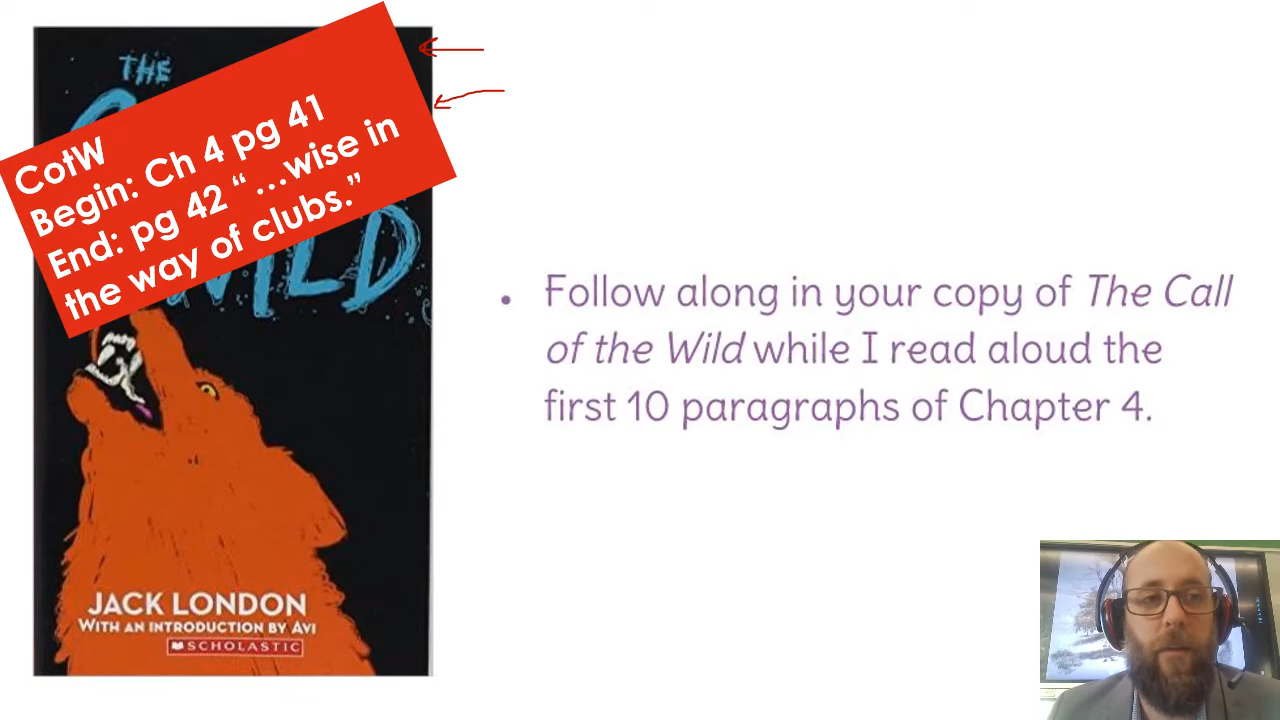 THE
CotW
Begin: Ch 4 pg 41
End: pg 42 “ ...wise in
the way of clubs.”
WILD
• Follow along in your copy of The Call
of the Wild while I read aloud the
first 10 paragraphs of Chapter 4.
JACK LONDON
WITH AN INTRODUCTION BY AVI
SCHOLASTIC